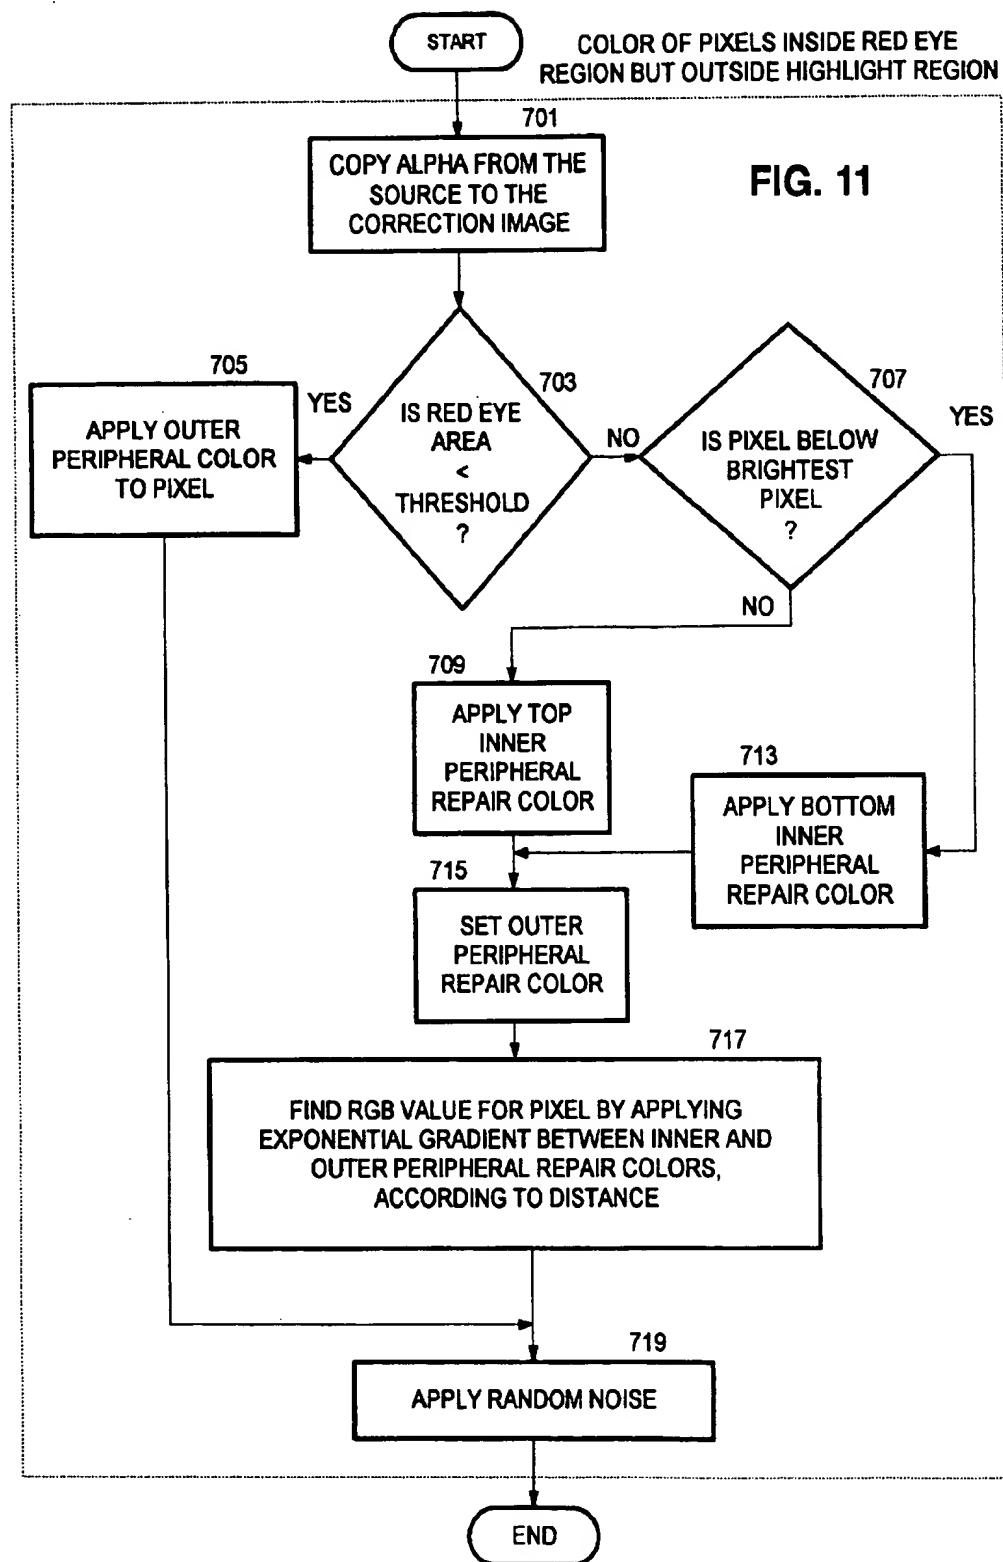 START
COLOR OF PIXELS INSIDE RED EYE
REGION BUT OUTSIDE HIGHLIGHT REGION
701
COPY ALPHA FROM THE
SOURCE TO THE
CORRECTION IMAGE
FIG. 11
705
APPLY OUTER
PERIPHERAL COLOR
TO PIXEL
YES
703
IS RED EYE
AREA
<
THRESHOLD
?
NO
707
IS PIXEL BELOW
BRIGHTEST
PIXEL
?
YES
NO
709
APPLY TOP
INNER
PERIPHERAL
REPAIR COLOR
713
APPLY BOTTOM
INNER
PERIPHERAL
REPAIR COLOR
715
SET OUTER
PERIPHERAL
REPAIR COLOR
717
FIND RGB VALUE FOR PIXEL BY APPLYING
EXPONENTIAL GRADIENT BETWEEN INNER AND
OUTER PERIPHERAL REPAIR COLORS,
ACCORDING TO DISTANCE
719
APPLY RANDOM NOISE
END